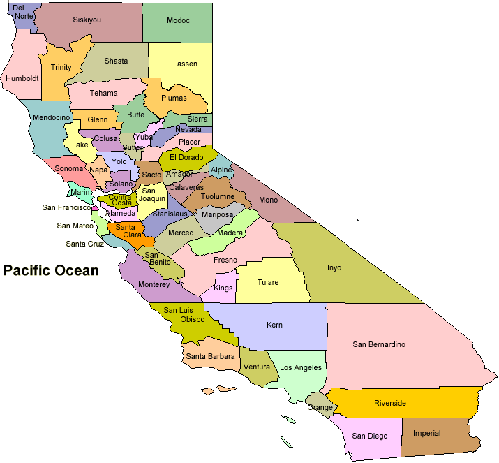 Del
Norte
Siskiyou
Modoc
Humboldt
Trinity
Shasta
Lassen
Tehama
Plumas
Mendocino
Glenn
Butte
Sierra
Nevada
Lake
Colusa
Yuba
Sutter
Placer
Sonoma
Napa
Yolo
El Dorado
Sacra
Amador
Alpine
Solano
Marin
Calaveras
San Francisco
Contra
Costa
San
Joaquin
Tuolumne
Mono
San Mateo
Alameda
Stanislaus
Mariposa
Santa
Clara
Santa Cruz
Merced
Madera
San
Benito
Fresno
Inyo
Pacific Ocean
Monterey
Kings
Tulare
San Luis
Obispo
Kern
San Bernardino
Santa Barbara
Ventura
Los Angeles
Orange
Riverside
San Diego
Imperial